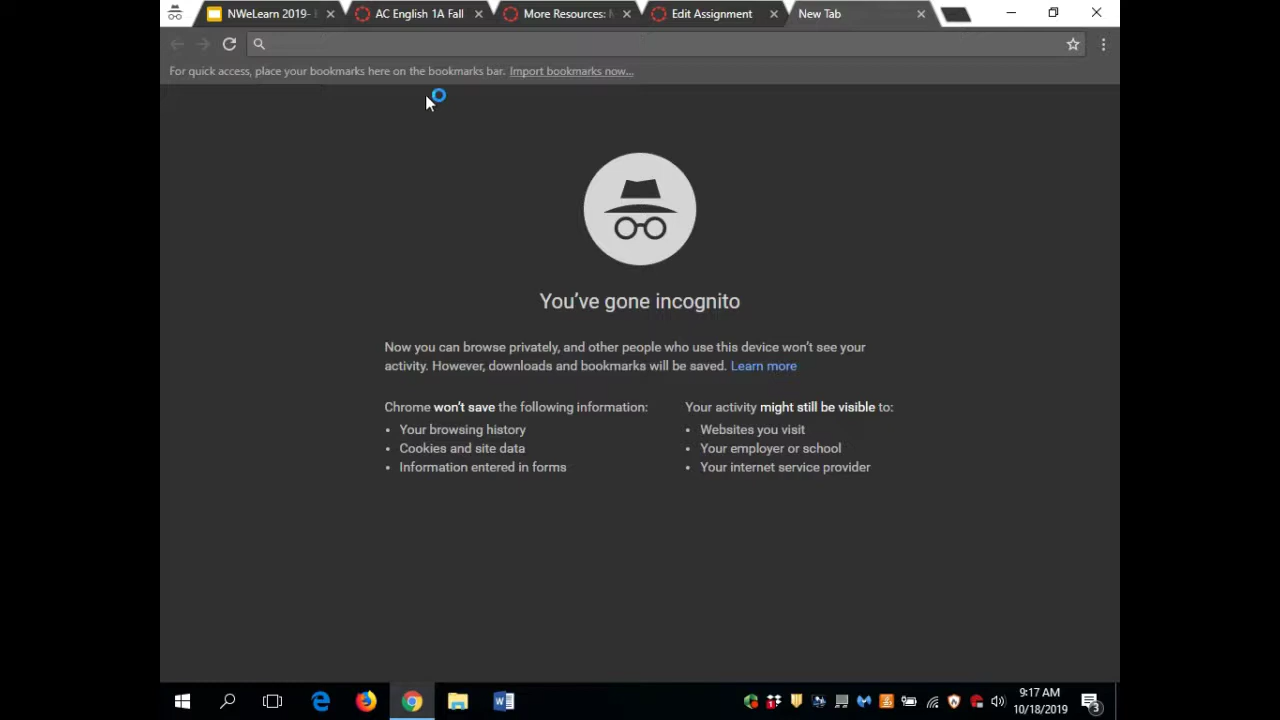 NWeLearn 2019-
AC English 1A Fall
More Resources:
Edit Assignment
New Tab
For quick access, place your bookmarks here on the bookmarks bar. Import bookmarks now...
You've gone incognito
Now you can browse privately, and other people who use this device won't see your
activity. However, downloads and bookmarks will be saved. Learn more
Chrome won't save the following information:
• Your browsing history
• Cookies and site data
• Information entered in forms
Your activity might still be visible to:
• Websites you visit
• Your employer or school
• Your internet service provider
9:17 AM
10/18/2019
3